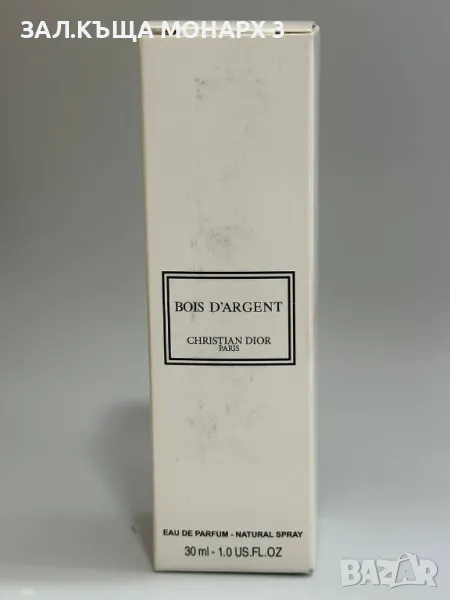 ЗАЛ.КЪЩА МОНАРХ 3
BOIS D'ARGENT
CHRISTIAN DIOR
PARIS
EAU DE PARFUM - NATURAL SPRAY
30 ml - 1.0 US.FL.OZ
BAZAR